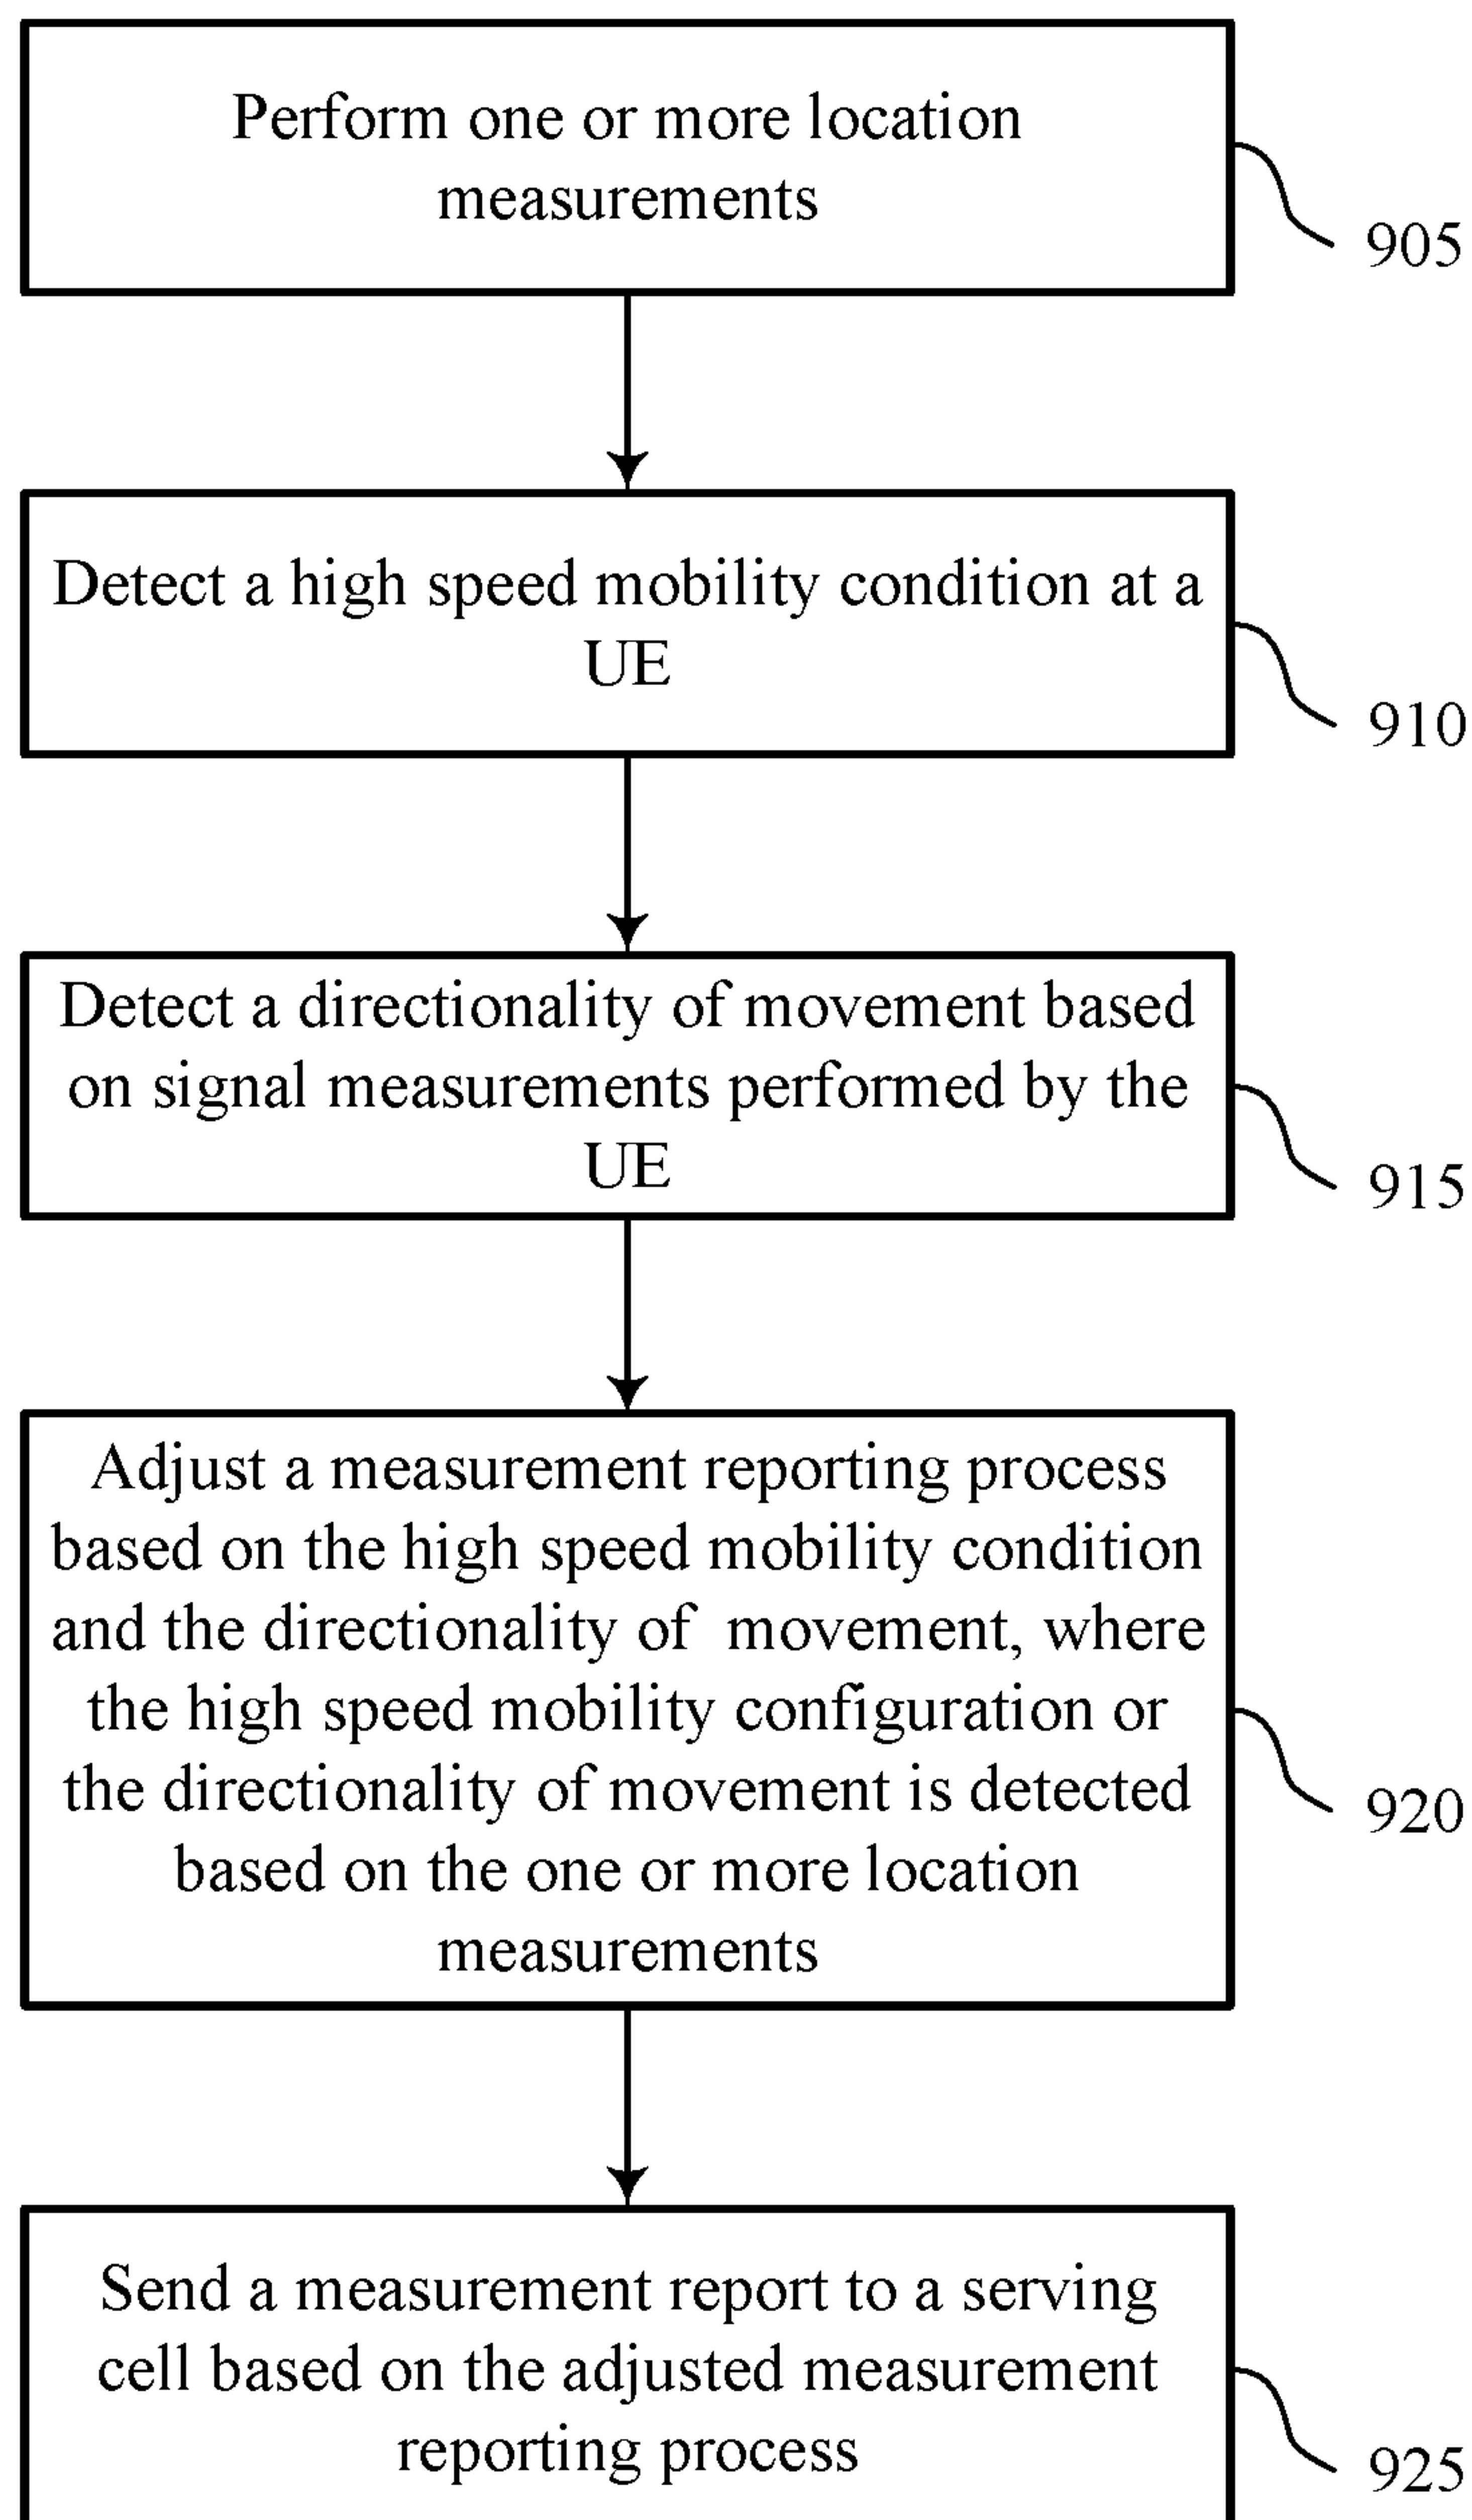 Perform one or more location
measurements
905
Detect a high speed mobility condition at a
UE
910
Detect a directionality of movement based
on signal measurements performed by the
UE
915
Adjust a measurement reporting process
based on the high speed mobility condition
and the directionality of movement, where
the high speed mobility configuration or
the directionality of movement is detected
based on the one or more location
measurements
920
Send a measurement report to a serving
cell based on the adjusted measurement
reporting process
925